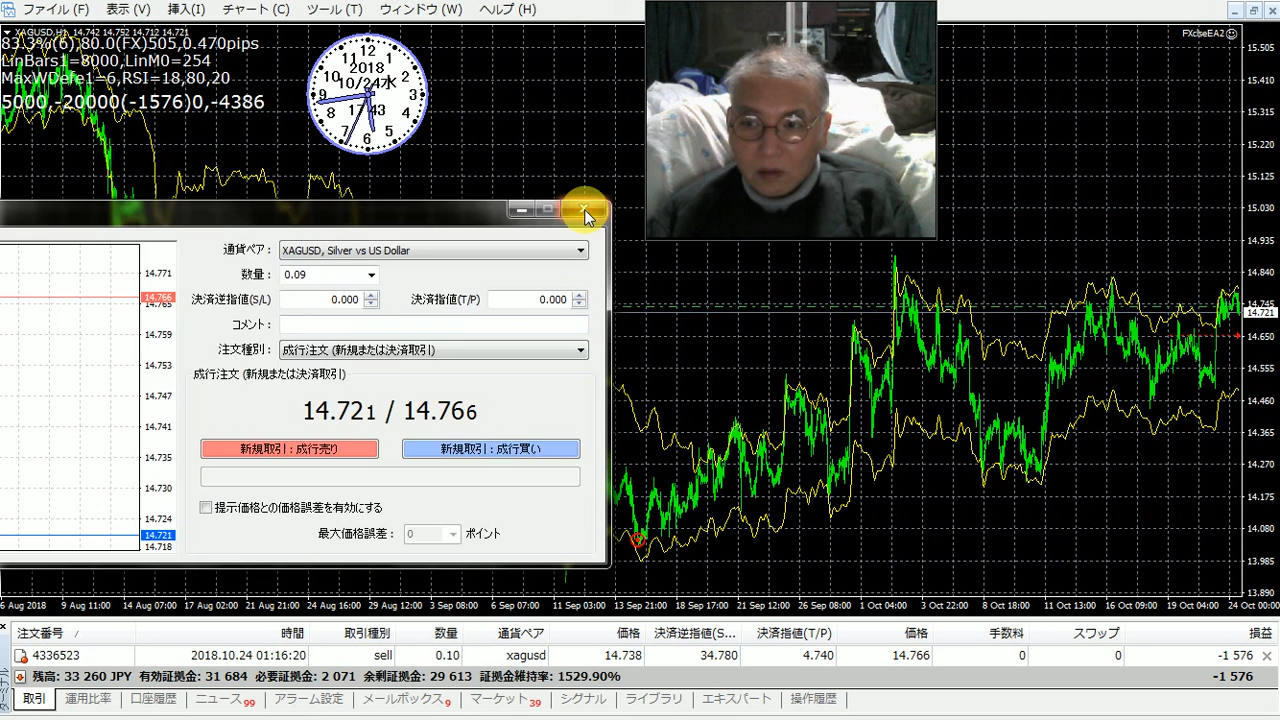 ファイル (F) 表示 (V) 挿入(I) チャート (C) ツール (T) ウィンドウ (W) ヘルプ (H)
XAGUSD,H1 14.742 14.752 14.712 14.721
83.3%(6),80.0(FX)505,0.470pips
LinBars1=8000,LinM0=254
MaxWDefe1=6,RSI=18,80,20
5000,-20000(-1576)0,-4386
FXcIseEA2
12
11 1
2018
10 2
10/24水
9 3
17:43
8 4
7 5
6
通貨ペア: XAGUSD, Silver vs US Dollar
数量: 0.09
決済逆指値(S/L) 0.000 決済指値(T/P) 0.000
コメント:
注文種別: 成行注文 (新規または決済取引)
成行注文 (新規または決済取引)
14.721 / 14.766
新規取引:成行売り 新規取引:成行買い
提示価格との価格誤差を有効にする
最大価格誤差: 0 ポイント
14.771
14.766
14.765
14.759
14.753
14.747
14.741
14.735
14.730
14.724
14.721
14.718
15.505
15.410
15.315
15.220
15.125
15.030
14.935
14.840
14.745
14.721
14.650
14.555
14.460
14.365
14.270
14.175
14.080
13.985
13.890
6 Aug 2018 9 Aug 11:00 14 Aug 07:00 17 Aug 02:00 21 Aug 21:00 24 Aug 16:00 29 Aug 12:00 3 Sep 08:00 6 Sep 07:00 11 Sep 03:00 13 Sep 21:00 18 Sep 17:00 21 Sep 12:00 26 Sep 08:00 1 Oct 04:00 3 Oct 22:00 8 Oct 18:00 11 Oct 13:00 16 Oct 09:00 19 Oct 04:00 24 Oct 00:00
注文番号 時間 取引種別 数量 通貨ペア 価格 決済逆指値(S... 決済指値(T/P) 価格 手数料 スワップ 損益
4336523 2018.10.24 01:16:20 sell 0.10 xagusd 14.738 34.780 4.740 14.766 0 0 -1 576
残高: 33 260 JPY 有効証拠金: 31 684 必要証拠金: 2 071 余剰証拠金: 29 613 証拠金維持率: 1529.90% -1 576
取引 運用比率 口座履歴 ニュース99 アラーム設定 メールボックス9 マーケット39 シグナル ライブラリ エキスパート 操作履歴